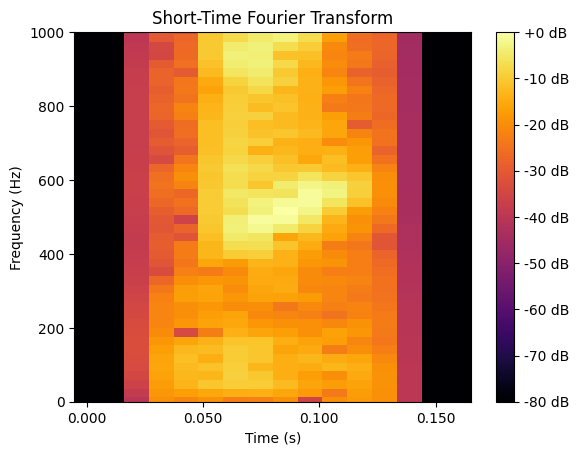 Short-Time Fourier Transform
1000
800
600
400
200
0
Frequency (Hz)
0.000
0.050
0.100
0.150
Time (s)
+0 dB
-10 dB
-20 dB
-30 dB
-40 dB
-50 dB
-60 dB
-70 dB
-80 dB